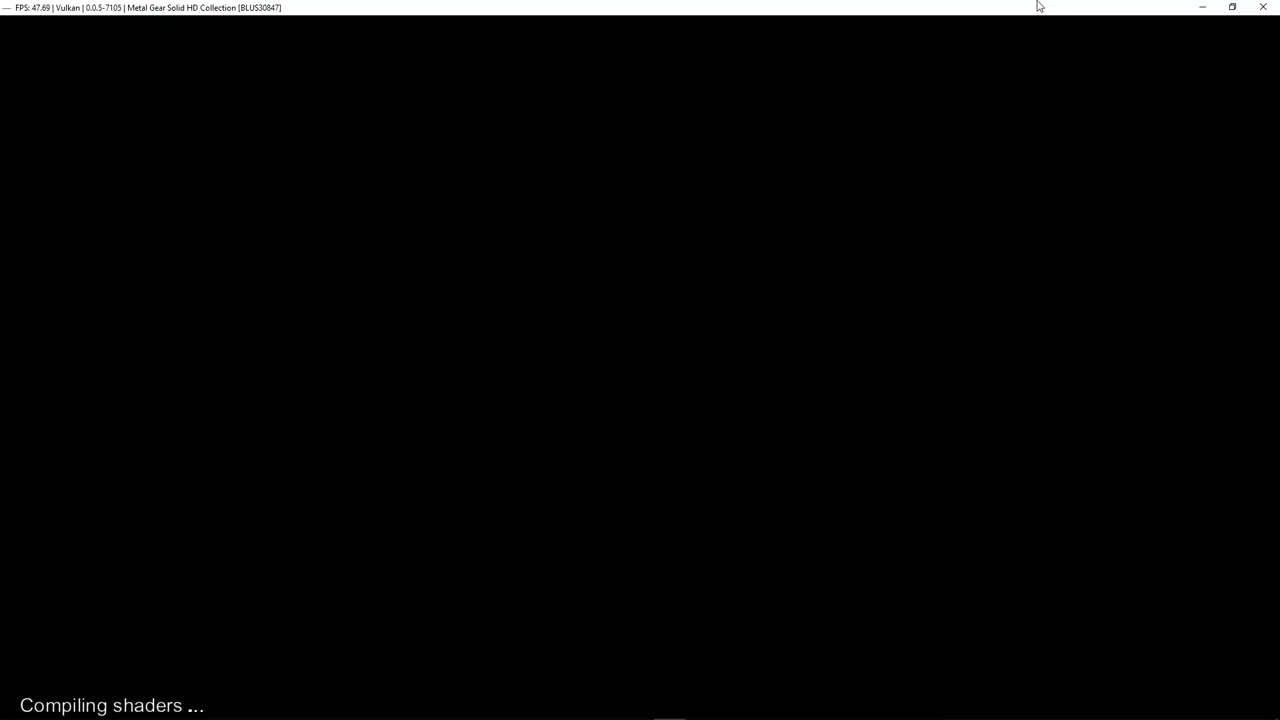 FPS: 47.69 | Vulkan | 0.0.5-7105 | Metal Gear Solid HD Collection [BLUS30847]
Compiling shaders ...